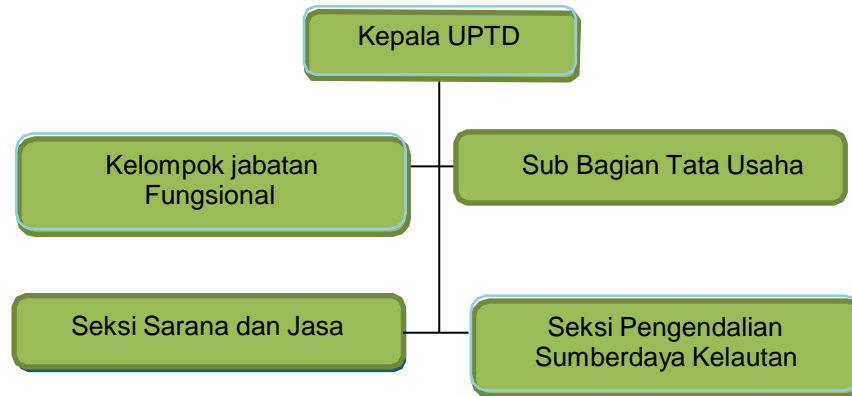 Kepala UPTD
Kelompok jabatan
Fungsional
Sub Bagian Tata Usaha
Seksi Sarana dan Jasa
Seksi Pengendalian
Sumberdaya Kelautan